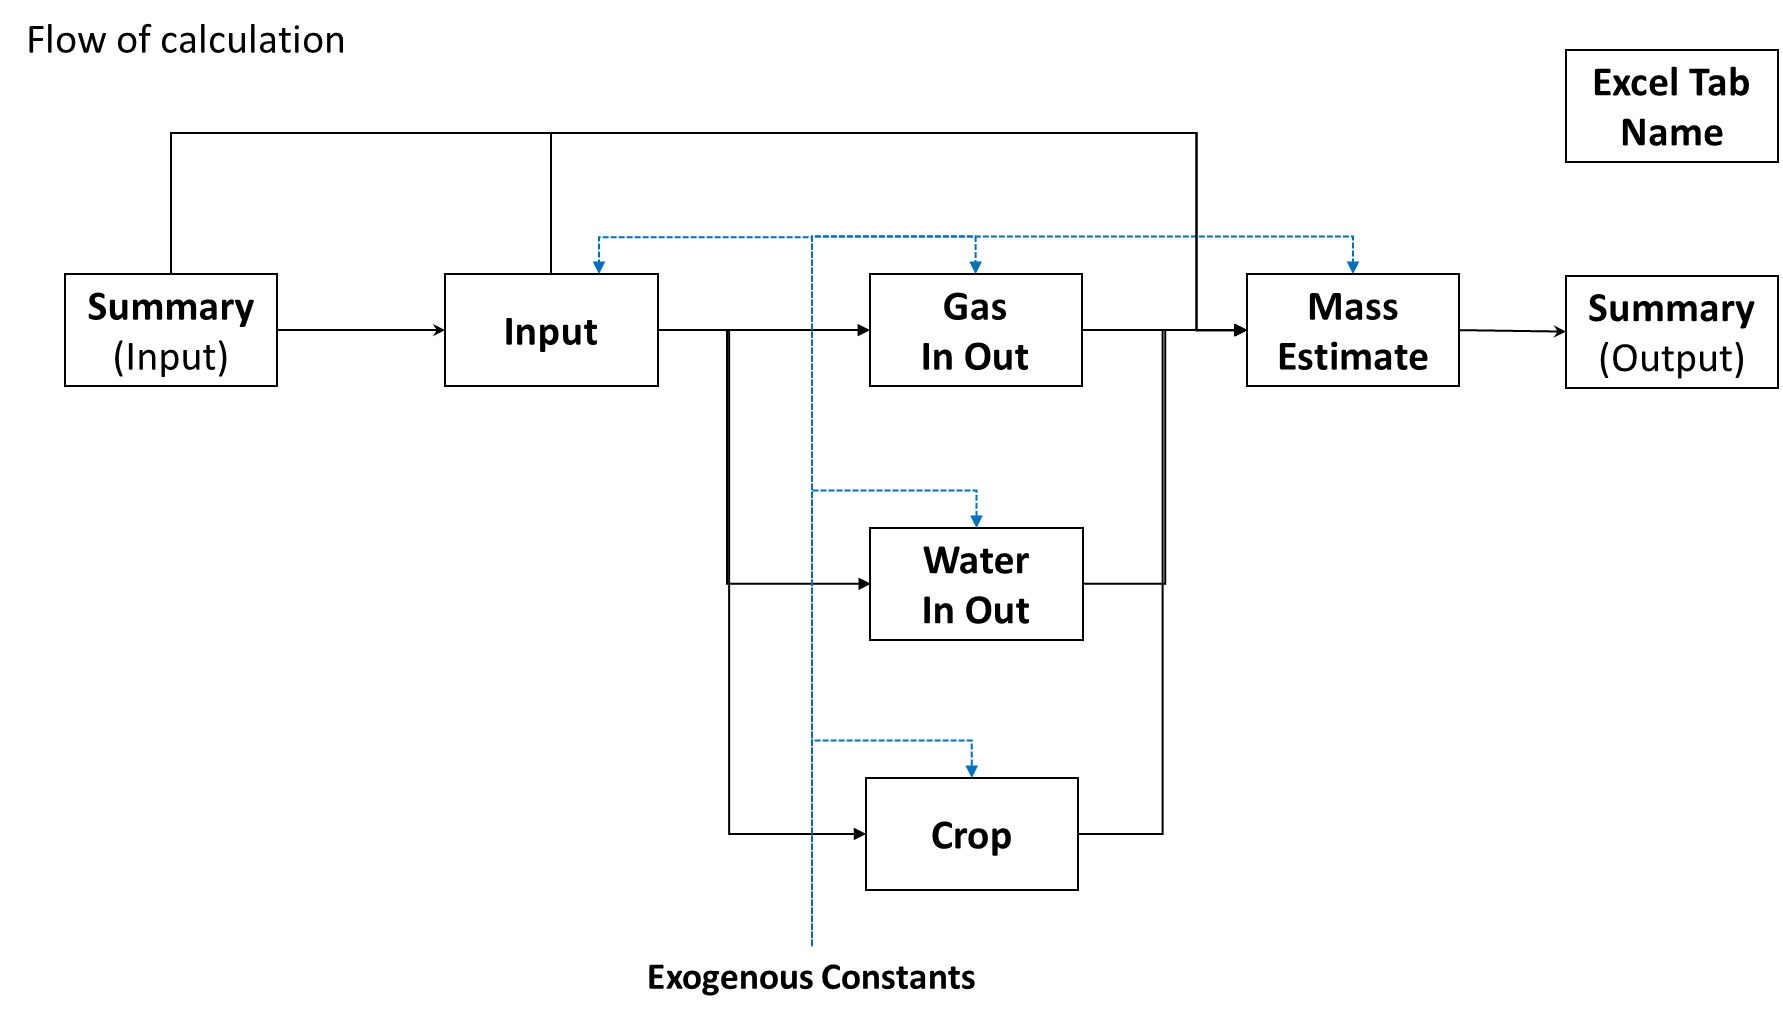 Flow of calculation
Excel Tab
Name
Summary
(Input)
Input
Gas
In Out
Mass
Estimate
Summary
(Output)
Water
In Out
Crop
Exogenous Constants